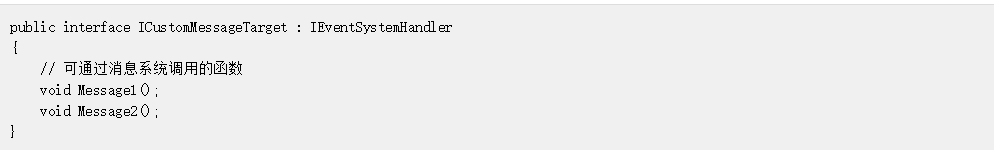 public interface ICustomMessageTarget : IEventSystemHandler
{
// 可通过消息系统调用的函数
void Message1();
void Message2();
}